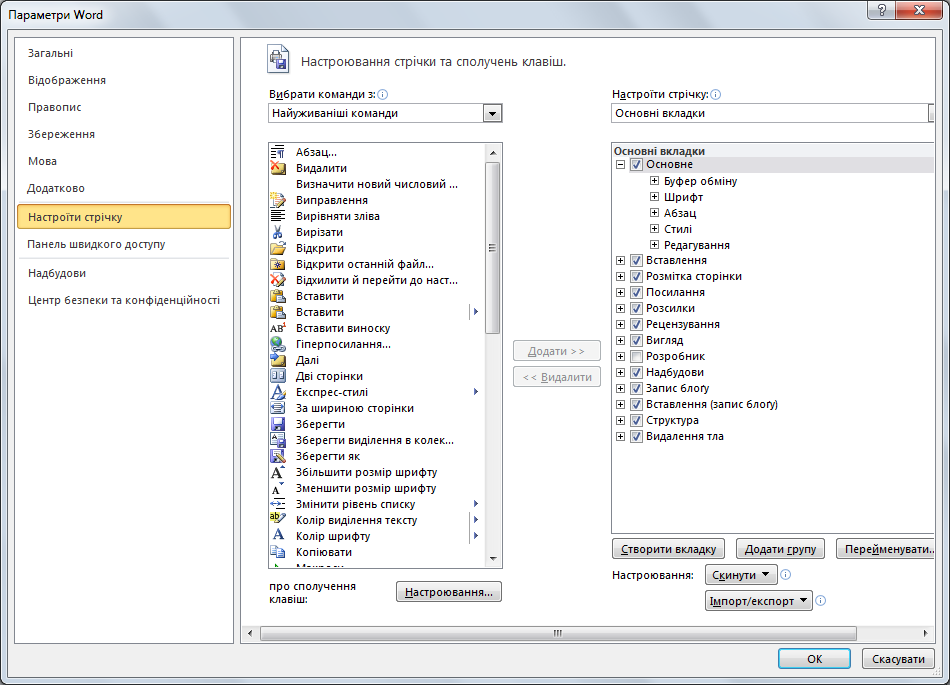 Параметри Word
Загальні
Відображення
Правопис
Збереження
Мова
Додатково
Настроїти стрічку
Панель швидкого доступу
Надбудови
Центр безпеки та конфіденційності
Настроювання стрічки та сполучень клавіш.
Вибрати команди з:
Найуживаніші команди
Абзац...
Видалити
Визначити новий числовий ...
Виправлення
Вирівняти зліва
Вирізати
Відкрити
Відкрити останній файл...
Відхилити й перейти до наст...
Вставити
Вставити
Вставити виноску
Гіперпосилання...
Далі
Дві сторінки
Експрес-стилі
За шириною сторінки
Зберегти
Зберегти виділення в колек...
Зберегти як
Збільшити розмір шрифту
Зменшити розмір шрифту
Змінити рівень списку
Колір виділення тексту
Колір шрифту
Копіювати
про сполучення
клавіш:
Настроювання...
Додати >>
<< Видалити
Настроїти стрічку:
Основні вкладки
Основні вкладки
Основне
Буфер обміну
Шрифт
Абзац
Стилі
Редагування
Вставлення
Розмітка сторінки
Посилання
Розсилки
Рецензування
Вигляд
Розробник
Надбудови
Запис блоґу
Вставлення (запис блоґу)
Структура
Видалення тла
Створити вкладку
Додати групу
Перейменувати..
Настроювання:
Скинути
Імпорт/експорт
OK
Скасувати